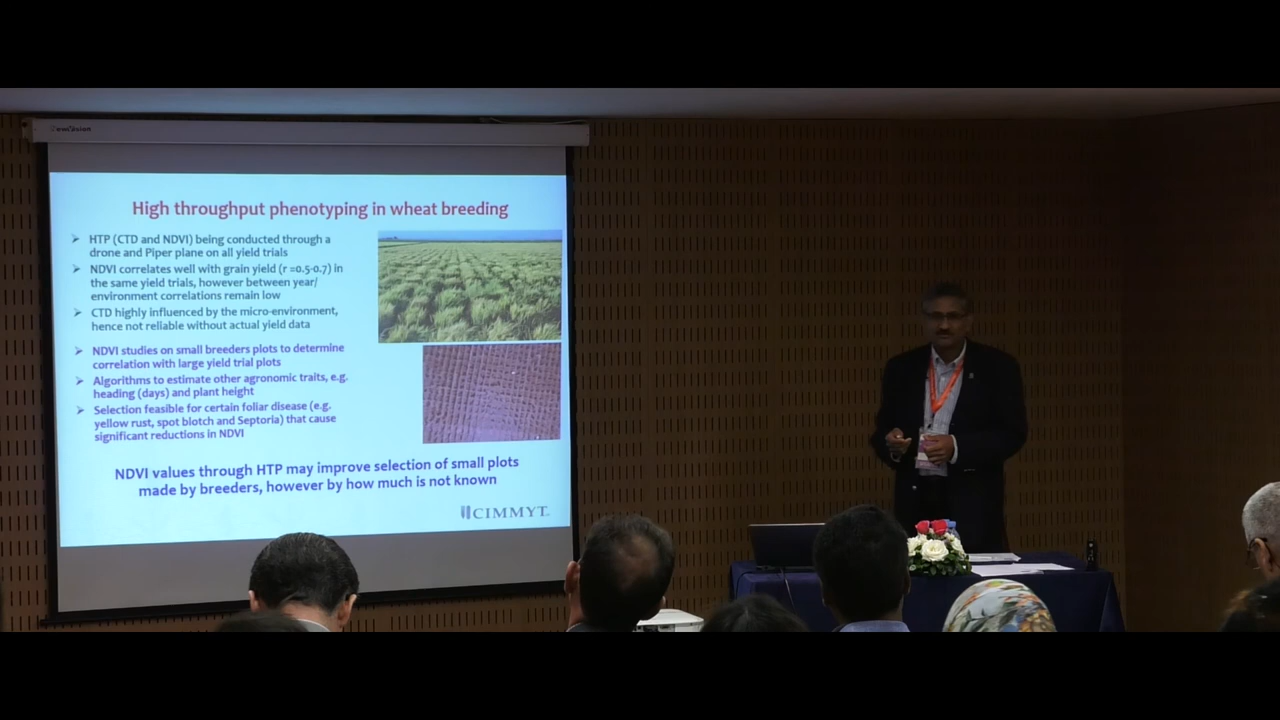 High throughput phenotyping in wheat breeding
➢ HTP (CTD and NDVI) being conducted through a
drone and Piper plane on all yield trials
➢ NDVI correlates well with grain yield (r =0.5-0.7) in
the same yield trials, however between year/
environment correlations remain low
➢ CTD highly influenced by the micro-environment,
hence not reliable without actual yield data
➢ NDVI studies on small breeders plots to determine
correlation with large yield trial plots
➢ Algorithms to estimate other agronomic traits, e.g.
heading (days) and plant height
➢ Selection feasible for certain foliar disease (e.g.
yellow rust, spot blotch and Septoria) that cause
significant reductions in NDVI
NDVI values through HTP may improve selection of small plots
made by breeders, however by how much is not known
CIMMYT